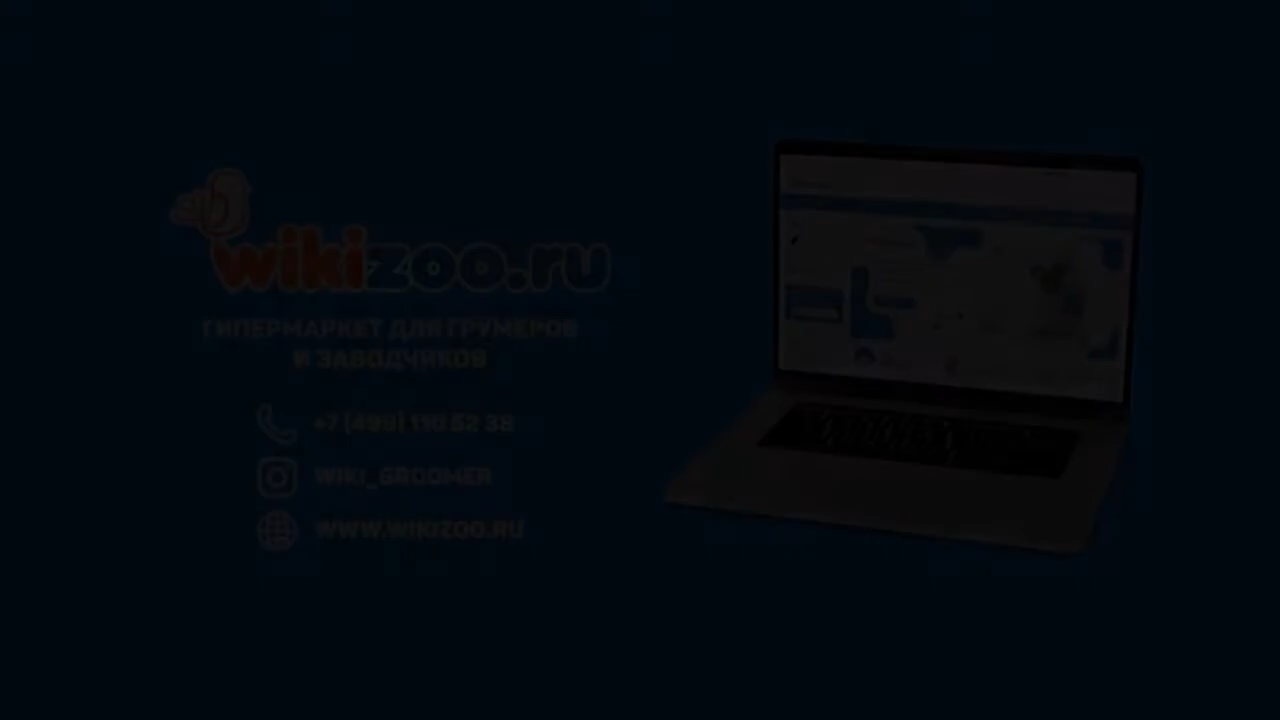 wikizoo.ru
ГИПЕРМАРКЕТ ДЛЯ ГРУМЕРОВ
И ЗАВОДЧИКОВ
+7 (499) 110 52 38
WIKI_GROOMER
WWW.WIKIZOO.RU